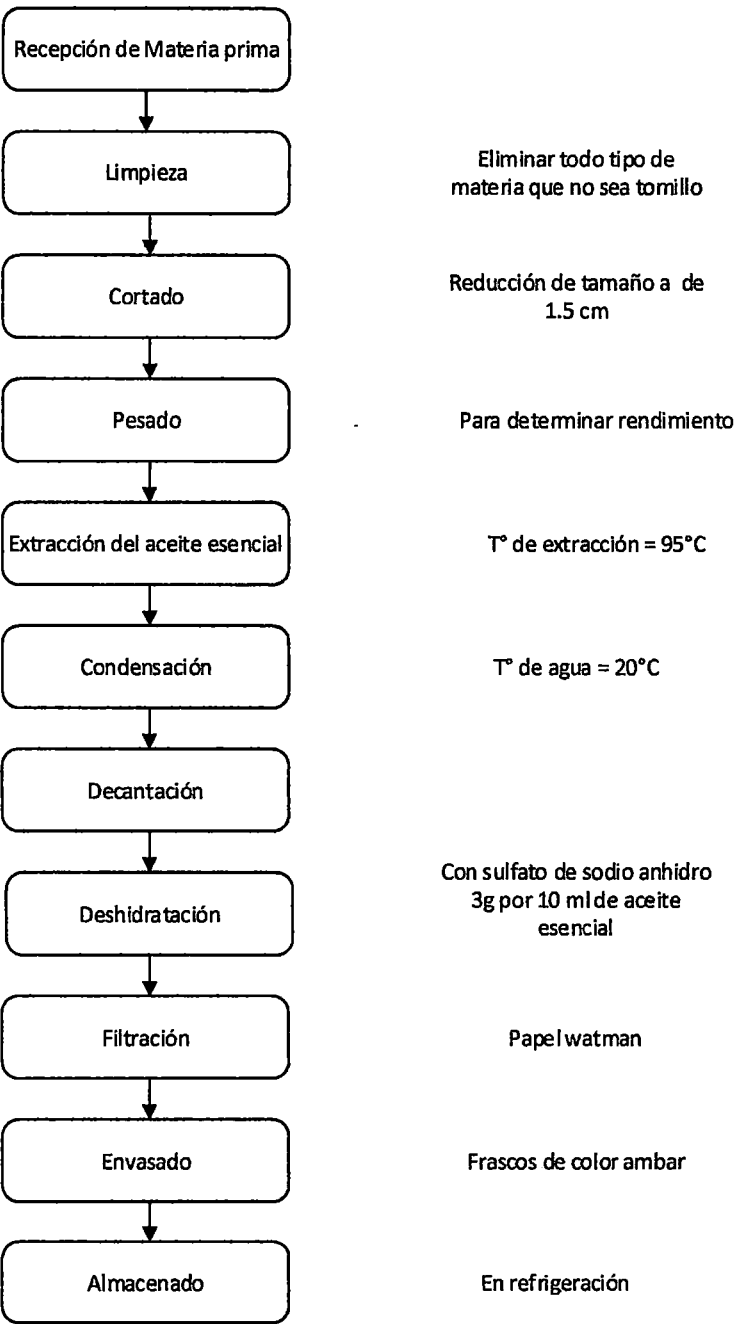 Recepción de Materia prima
Limpieza
Eliminar todo tipo de
materia que no sea tomillo
Cortado
Reducción de tamaño a de
1.5 cm
Pesado
Para determinar rendimiento
Extracción del aceite esencial
T° de extracción = 95°C
Condensación
T° de agua = 20°C
Decantación
Deshidratación
Con sulfato de sodio anhidro
3g por 10 ml de aceite
esencial
Filtración
Papel watman
Envasado
Frascos de color ambar
Almacenado
En refrigeración